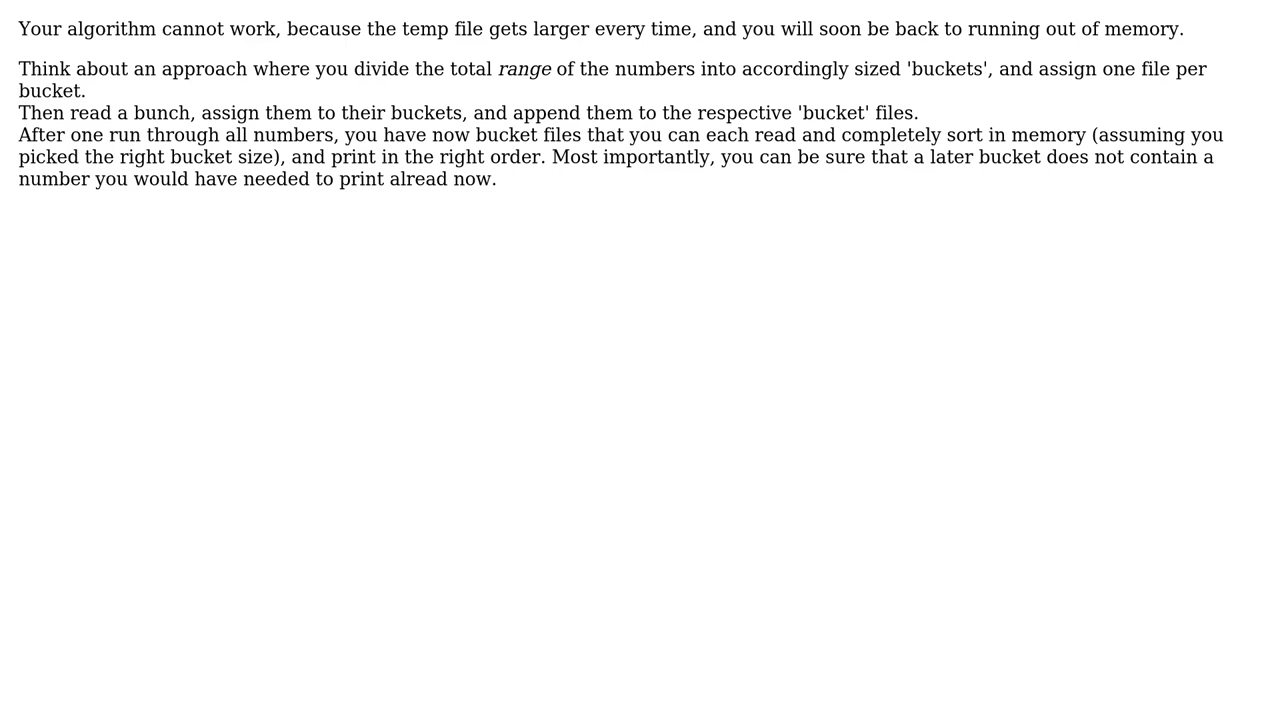 Your algorithm cannot work, because the temp file gets larger every time, and you will soon be back to running out of memory.
Think about an approach where you divide the total range of the numbers into accordingly sized 'buckets', and assign one file per
bucket.
Then read a bunch, assign them to their buckets, and append them to the respective 'bucket' files.
After one run through all numbers, you have now bucket files that you can each read and completely sort in memory (assuming you
picked the right bucket size), and print in the right order. Most importantly, you can be sure that a later bucket does not contain a
number you would have needed to print alread now.